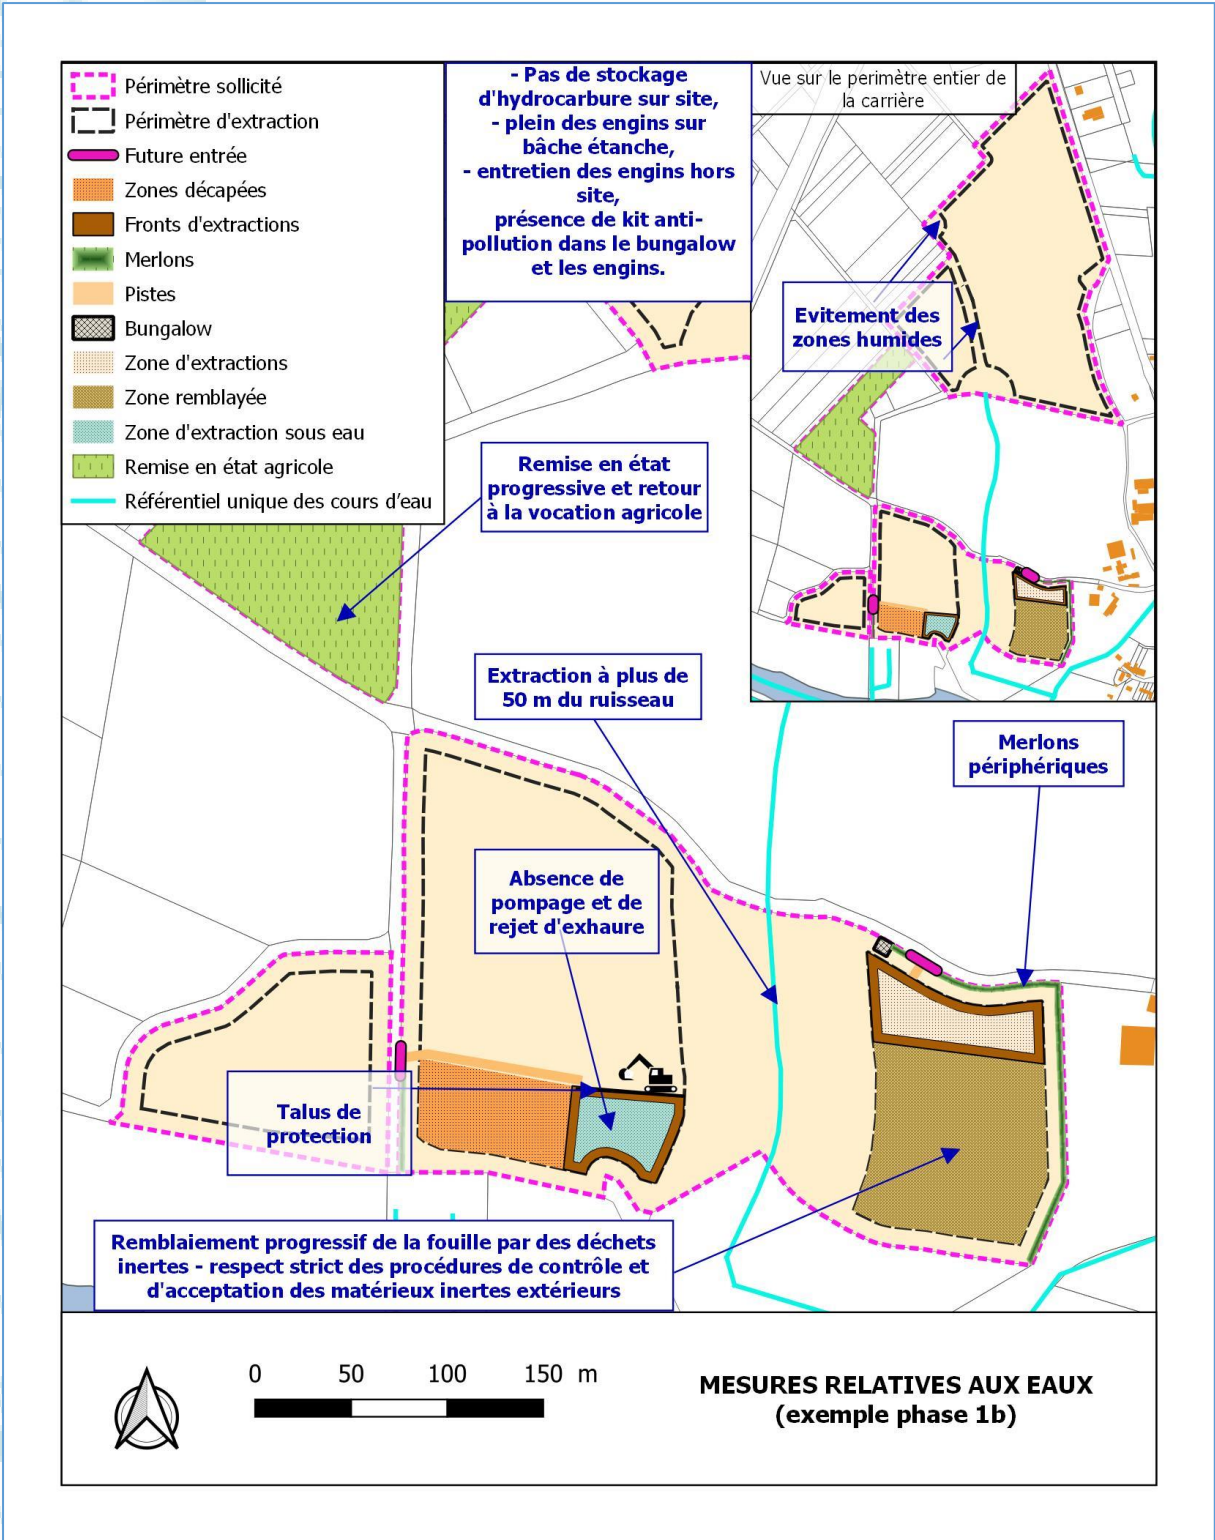 Périmètre sollicité
Périmètre d'extraction
Future entrée
Zones décapées
Fronts d'extractions
Merlons
Pistes
Bungalow
Zone d'extractions
Zone remblayée
Zone d'extraction sous eau
Remise en état agricole
Référentiel unique des cours d'eau
- Pas de stockage
d'hydrocarbure sur site,
- plein des engins sur
bâche étanche,
- entretien des engins hors
site,
présence de kit anti-
pollution dans le bungalow
et les engins.
Vue sur le perimètre entier de
la carrière
Evitement des
zones humides
Remise en état
progressive et retour
à la vocation agricole
Extraction à plus de
50 m du ruisseau
Merlons
périphériques
Absence de
pompage et de
rejet d'exhaure
Talus de
protection
Remblaiement progressif de la fouille par des déchets
inertes - respect strict des procédures de contrôle et
d'acceptation des matérieux inertes extérieurs
0 50 100 150 m
MESURES RELATIVES AUX EAUX
(exemple phase 1b)